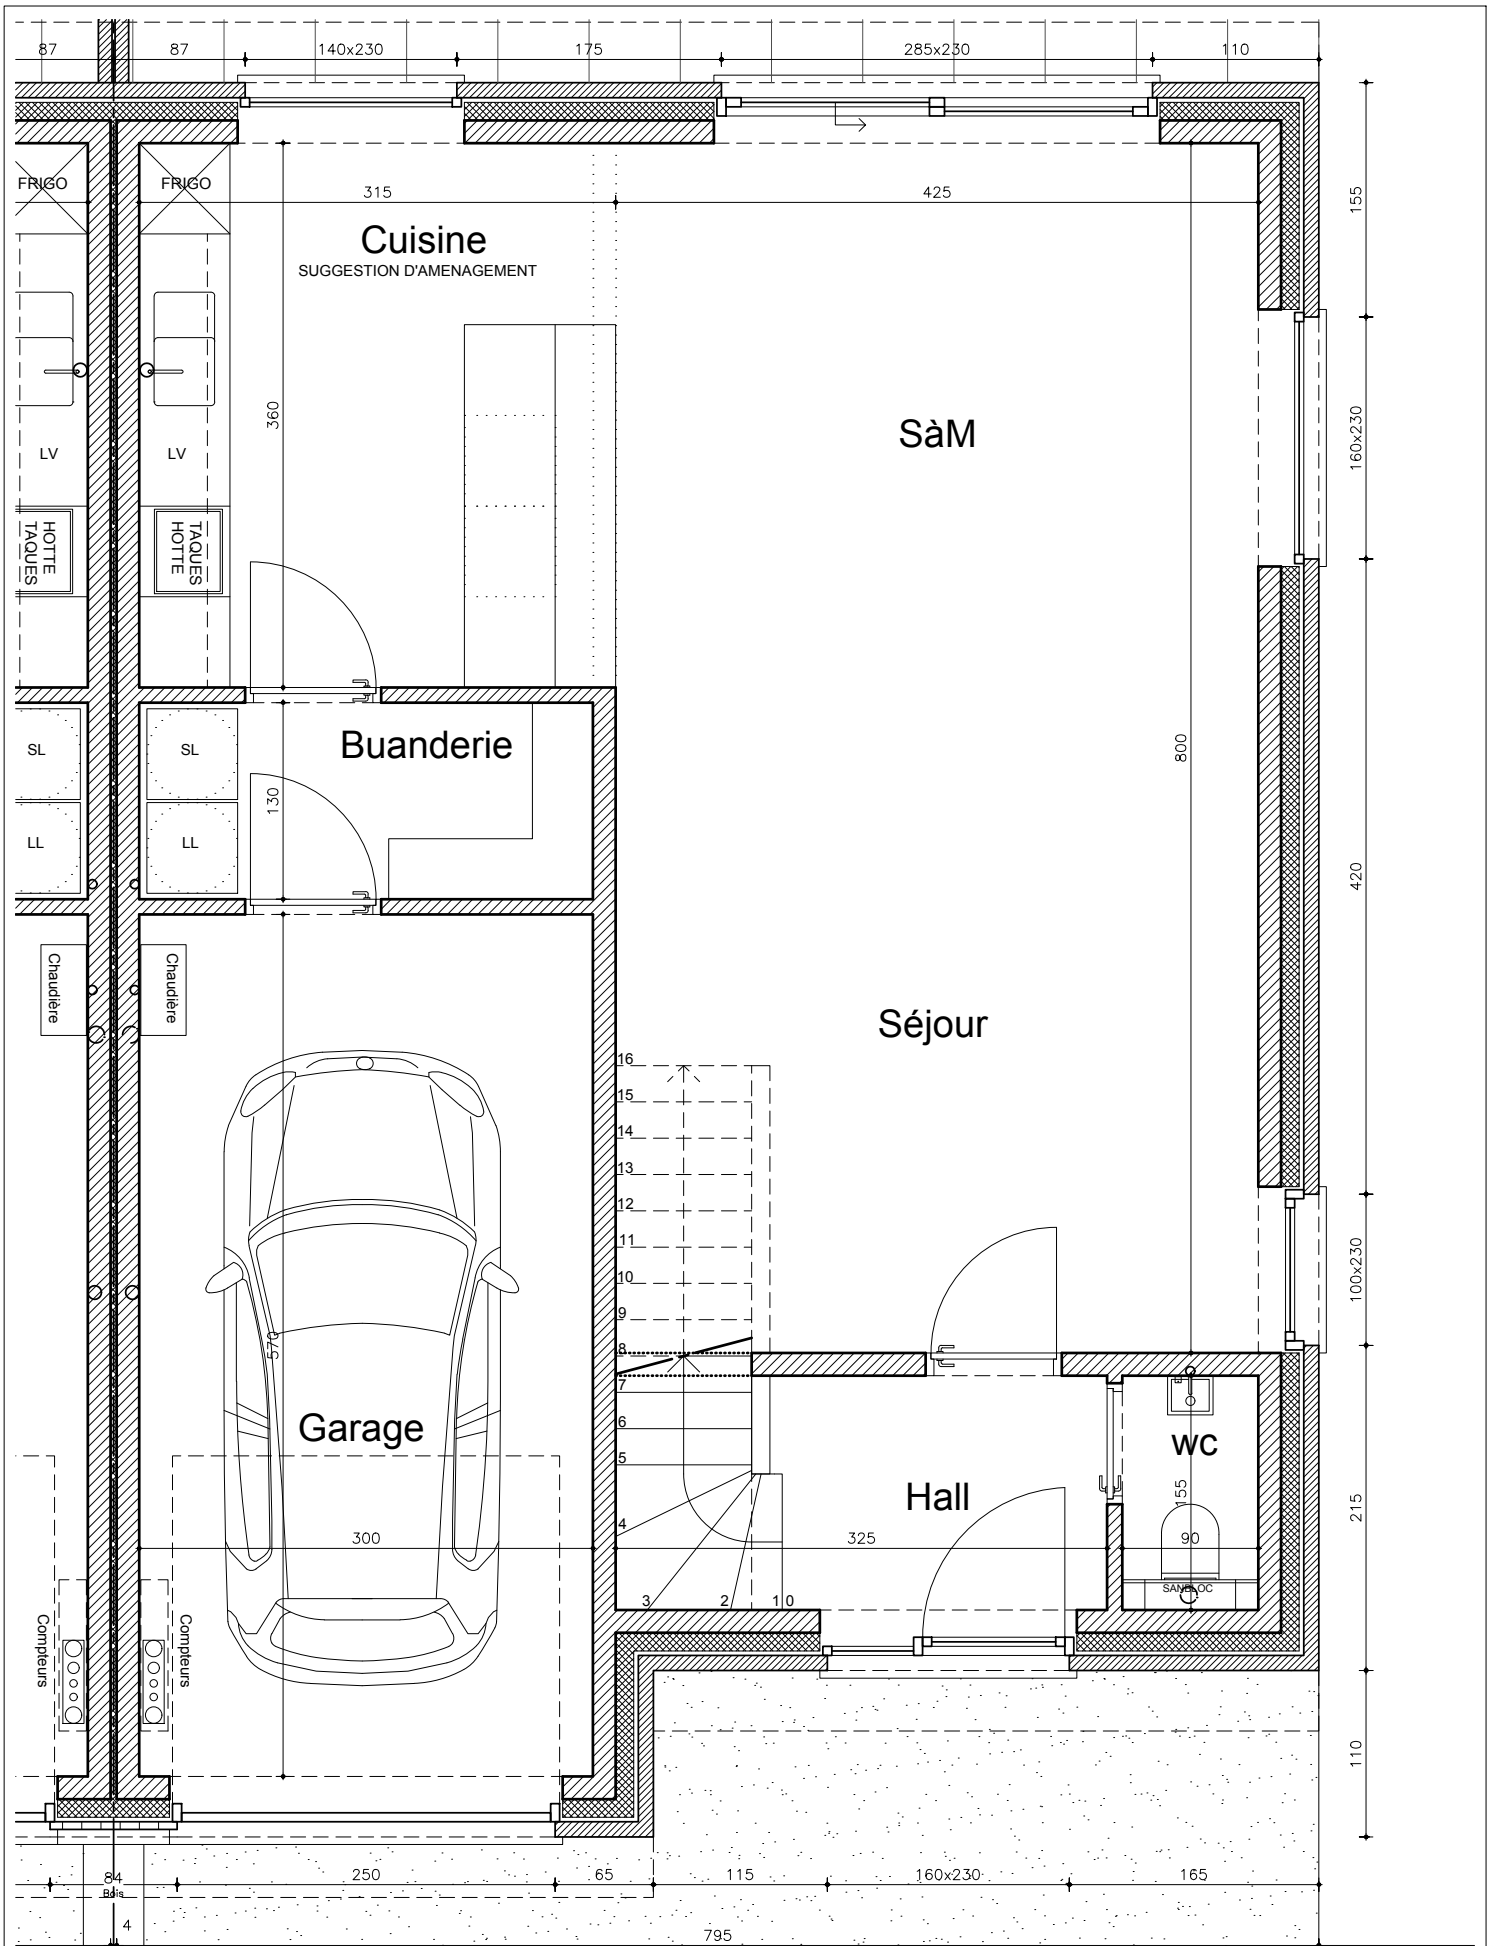 87
87
140x230
175
285x230
110
FRIGO
FRIGO
315
425
155
Cuisine
SUGGESTION D'AMENAGEMENT
360
SàM
160x230
LV
LV
HOTTE
TAQUES
TAQUES
HOTTE
SL
SL
Buanderie
800
130
LL
LL
420
Chaudière
Chaudière
Séjour
16
15
14
13
12
11
10
9
8
7
6
5
4
3
2
1
0
100x230
570
Garage
WC
155
Hall
215
300
325
90
SANBLOC
Compteurs
Compteurs
110
84
Bois
250
65
115
160x230
165
4
795